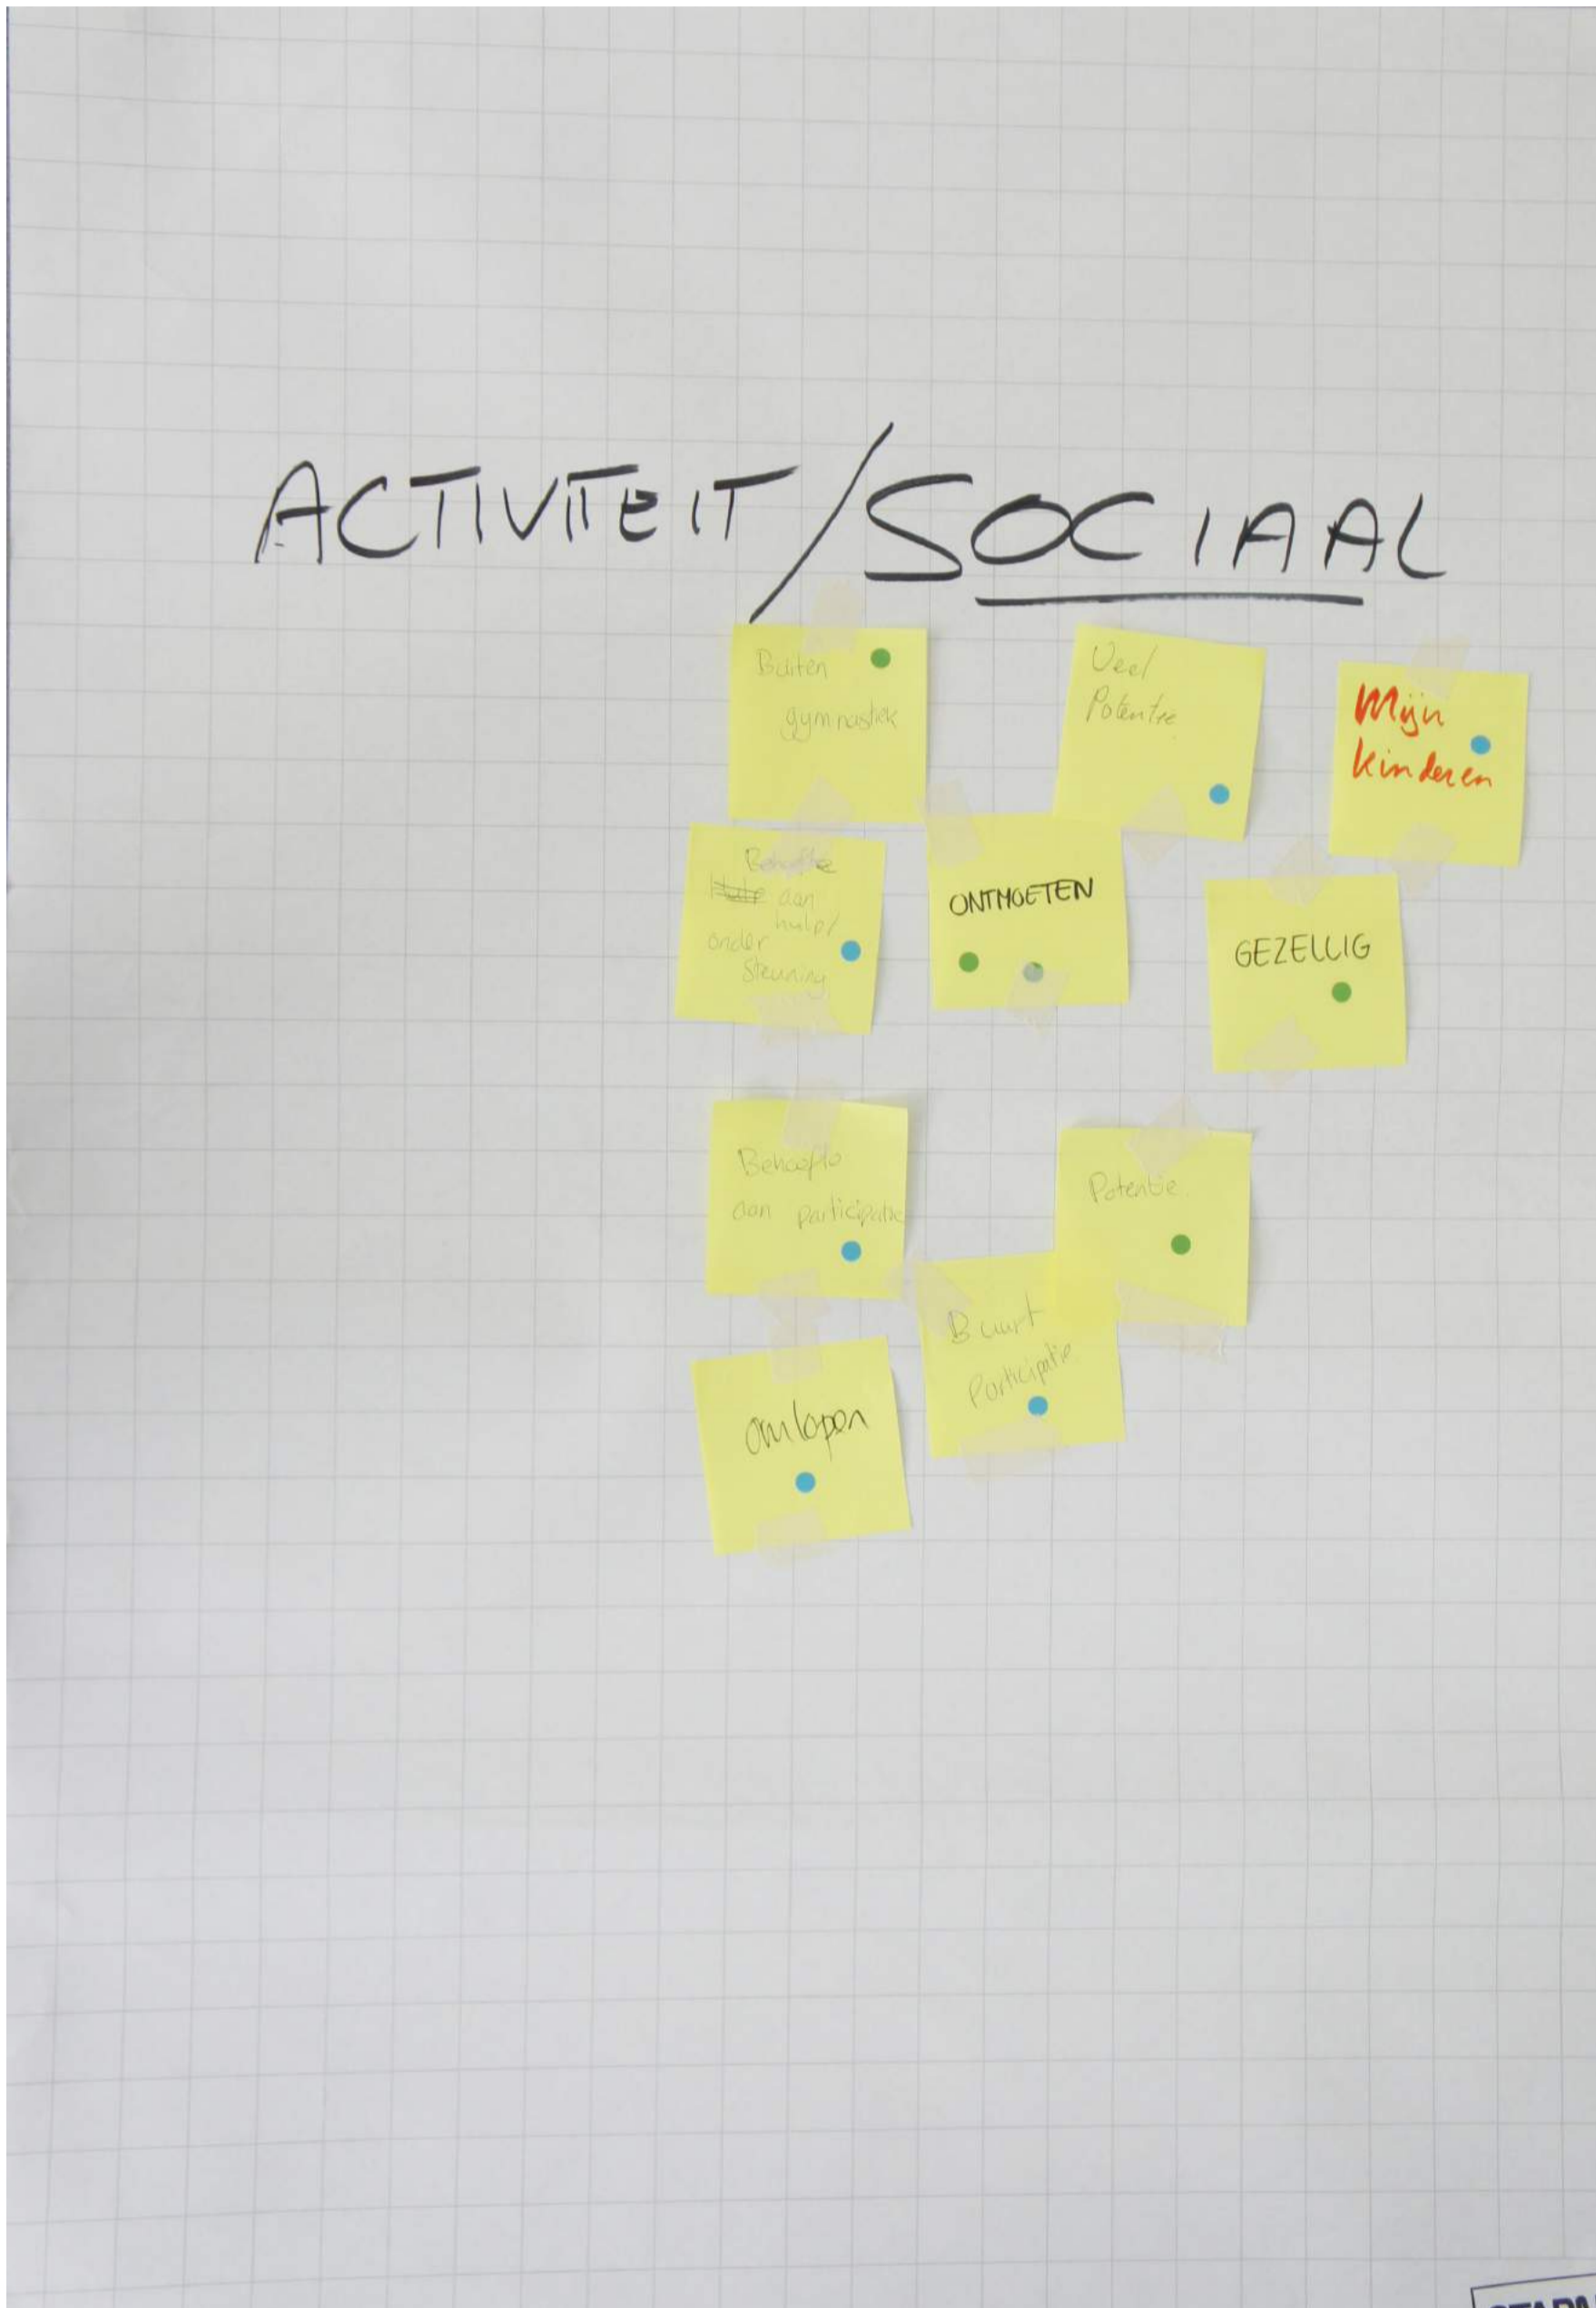 ACTIVITEIT/SOCIAAL
Buiten
gymnastiek
Veel
Potentie
Mijn
kinderen
Behoefte
aan
hulp/
onder
steuning
ONTMOETEN
GEZELLIG
Behoefte
aan participatie
Potentie.
Buurt
Participatie
omlopen